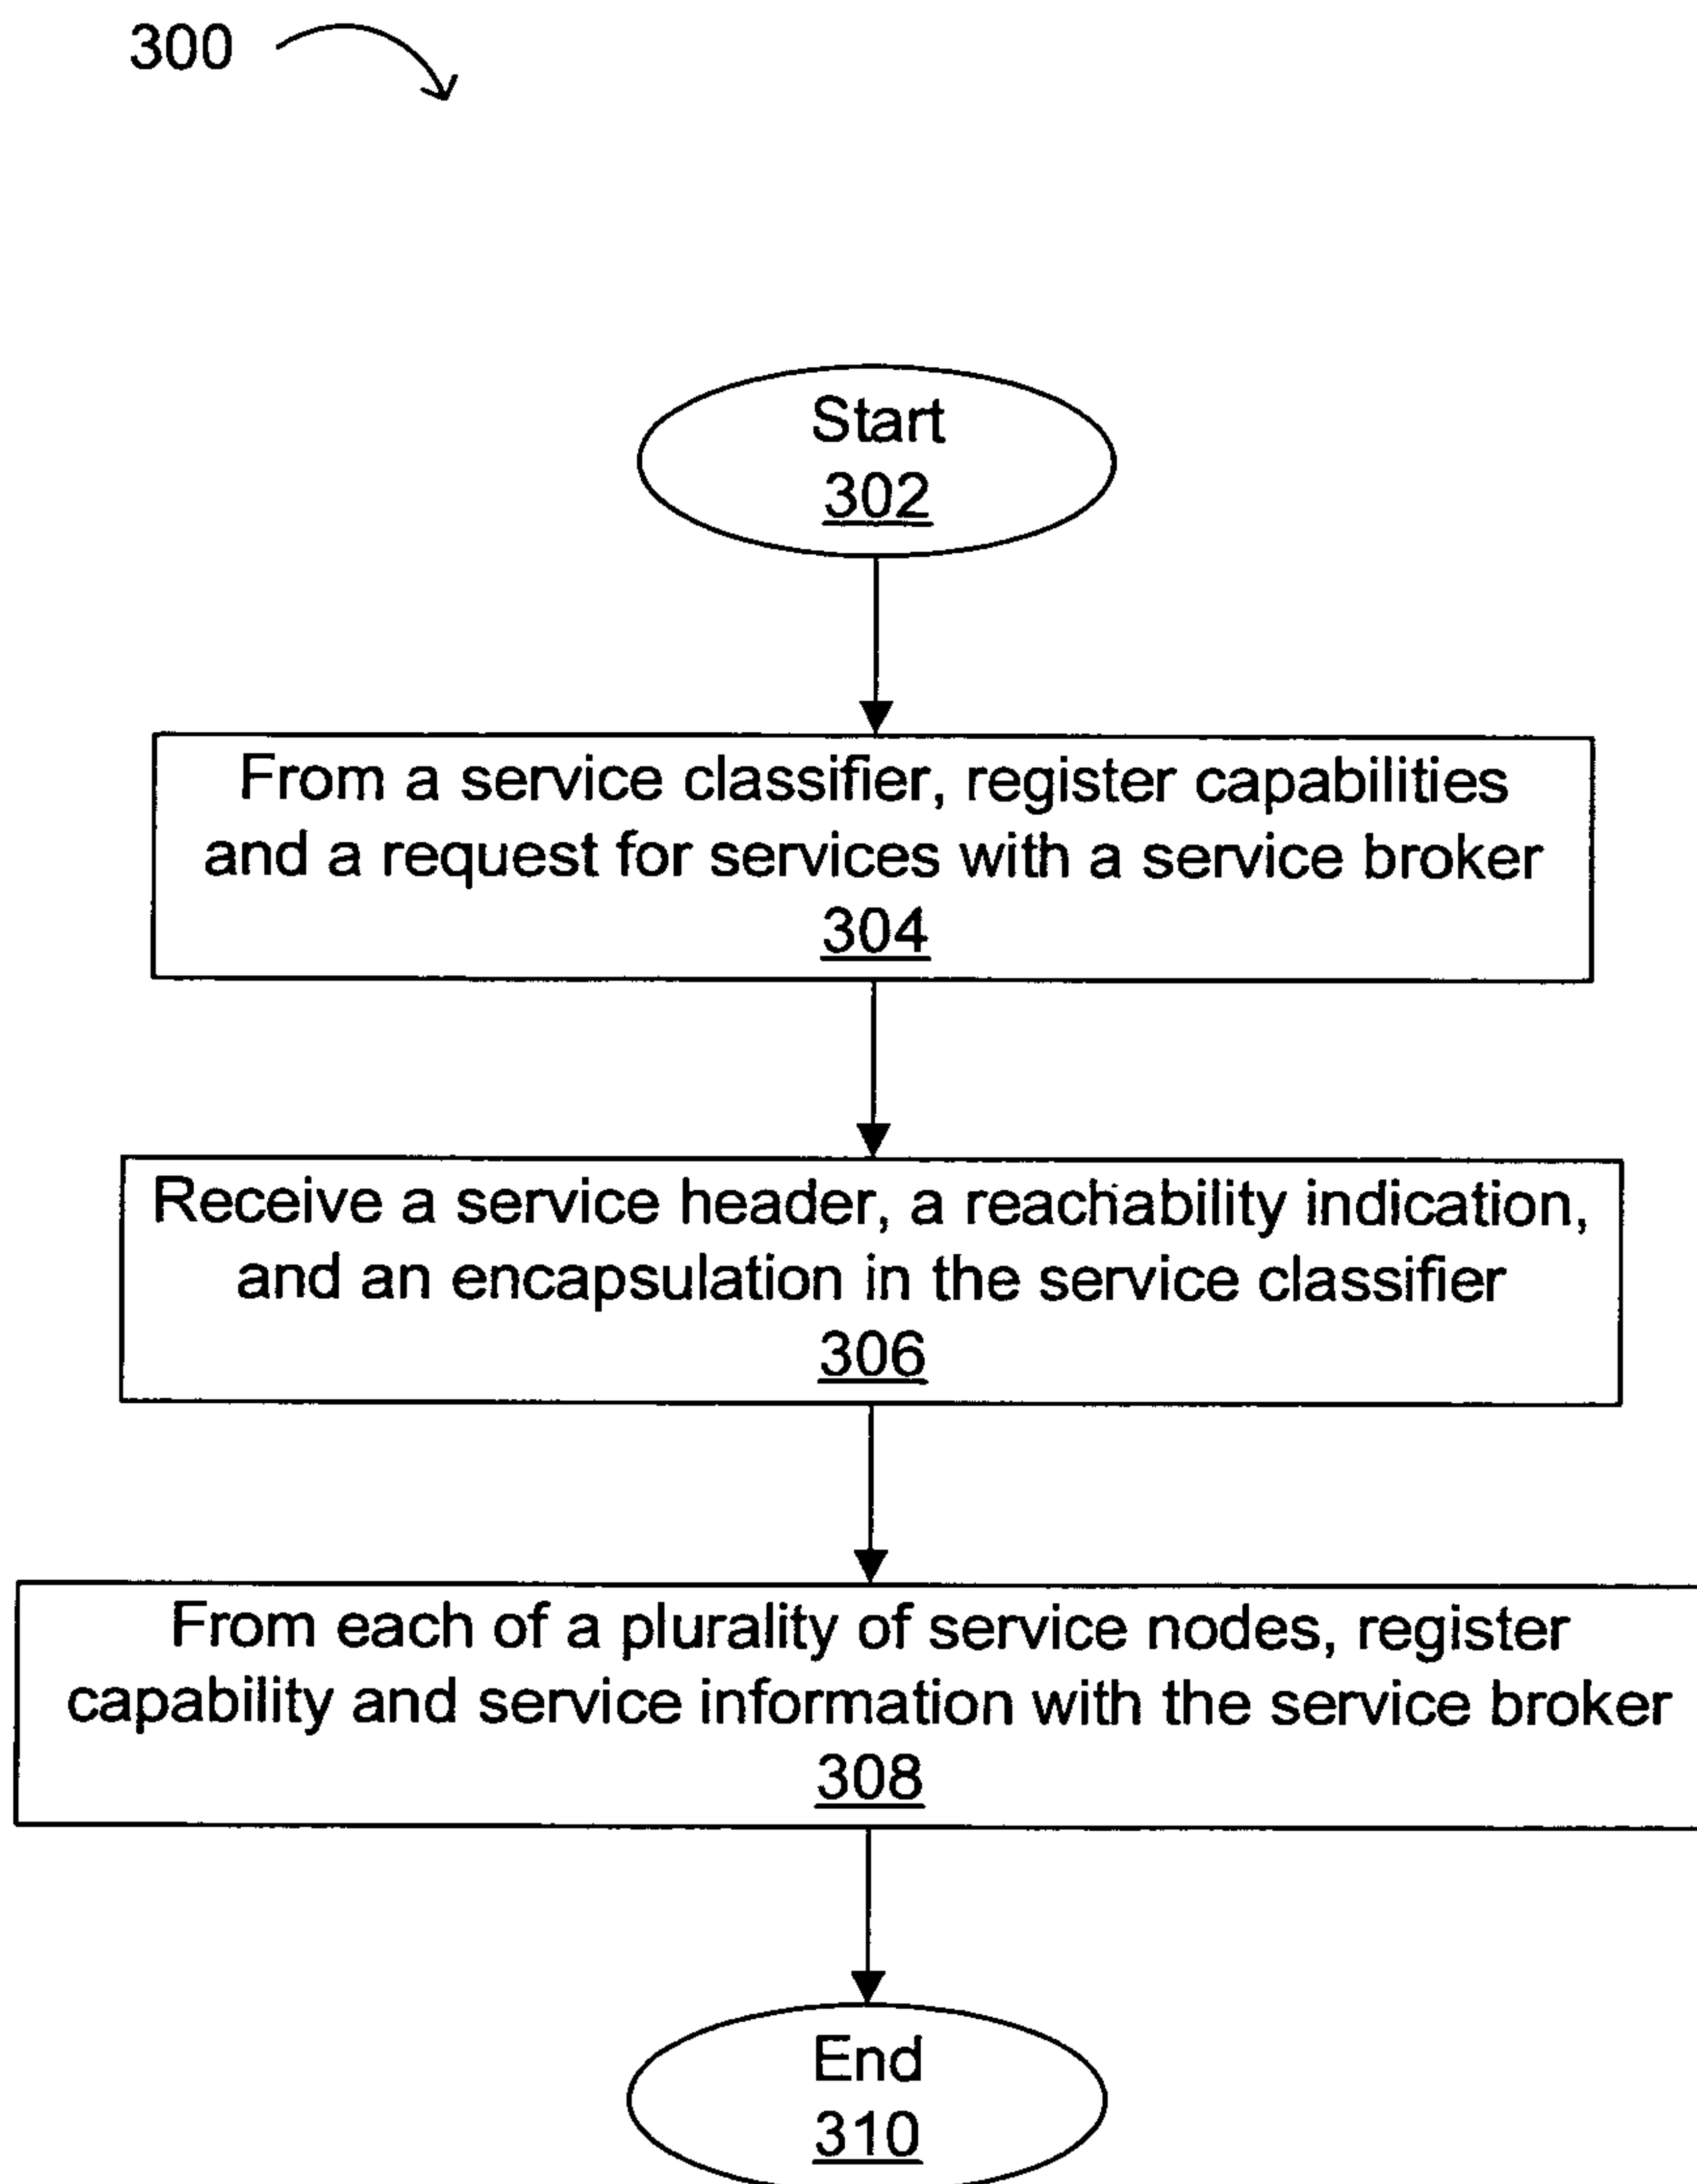 300
Start
302
From a service classifier, register capabilities
and a request for services with a service broker
304
Receive a service header, a reachability indication,
and an encapsulation in the service classifier
306
From each of a plurality of service nodes, register
capability and service information with the service broker
308
End
310